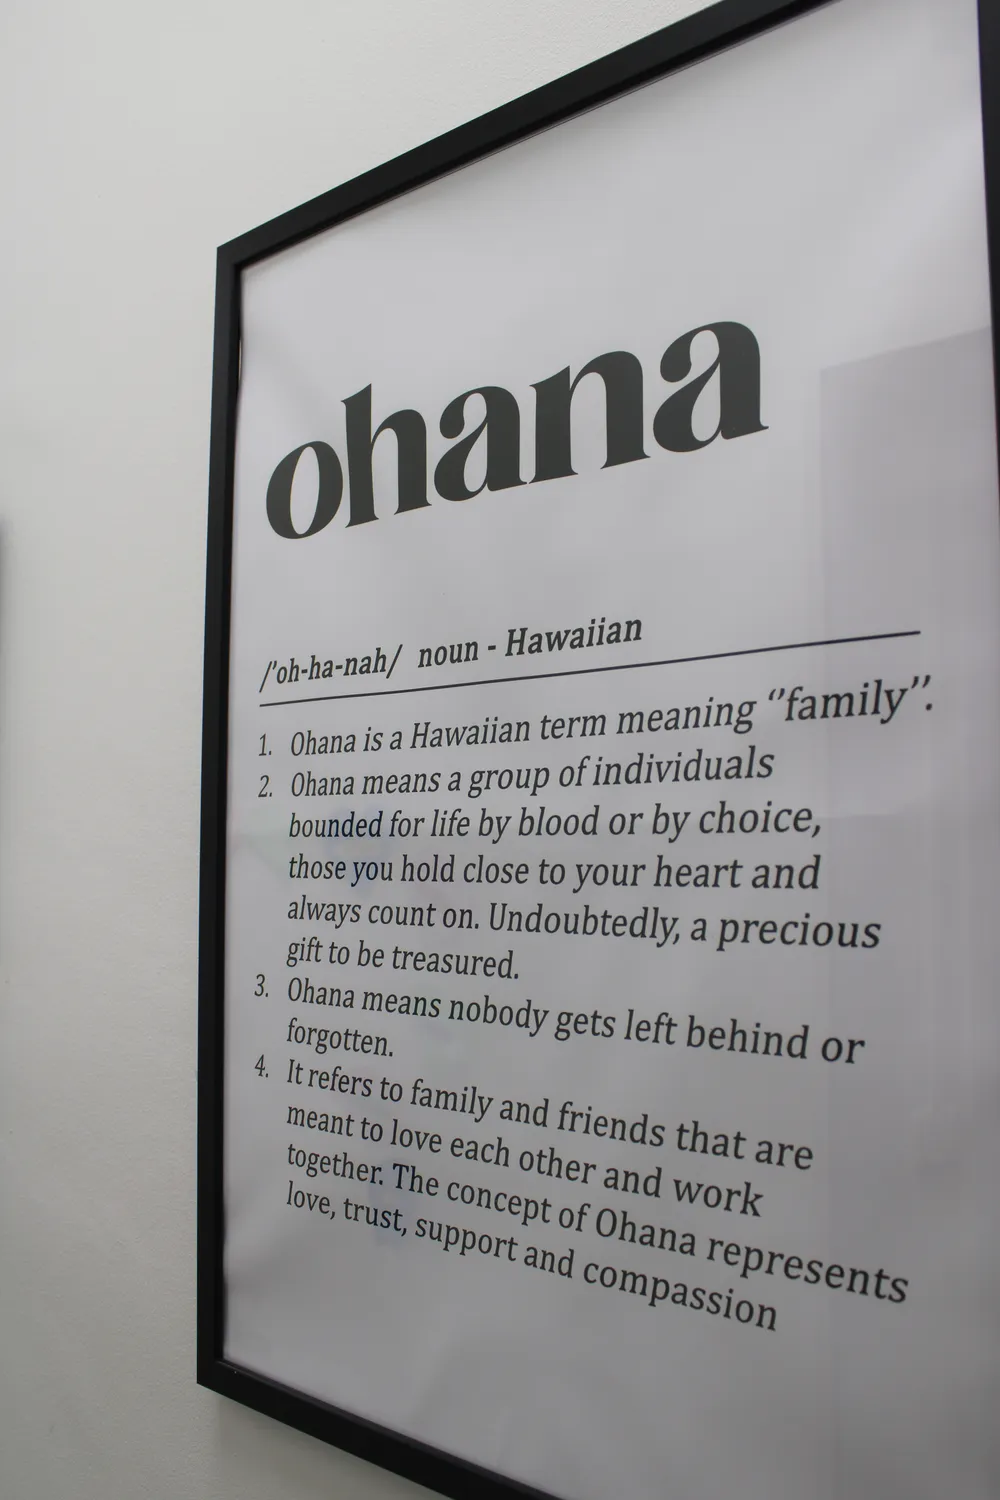 ohana
/'oh-ha-nah/ noun - Hawaiian
1. Ohana is a Hawaiian term meaning ‘’family’’.
2. Ohana means a group of individuals
bounded for life by blood or by choice,
those you hold close to your heart and
always count on. Undoubtedly, a precious
gift to be treasured.
3. Ohana means nobody gets left behind or
forgotten.
4. It refers to family and friends that are
meant to love each other and work
together. The concept of Ohana represents
love, trust, support and compassion